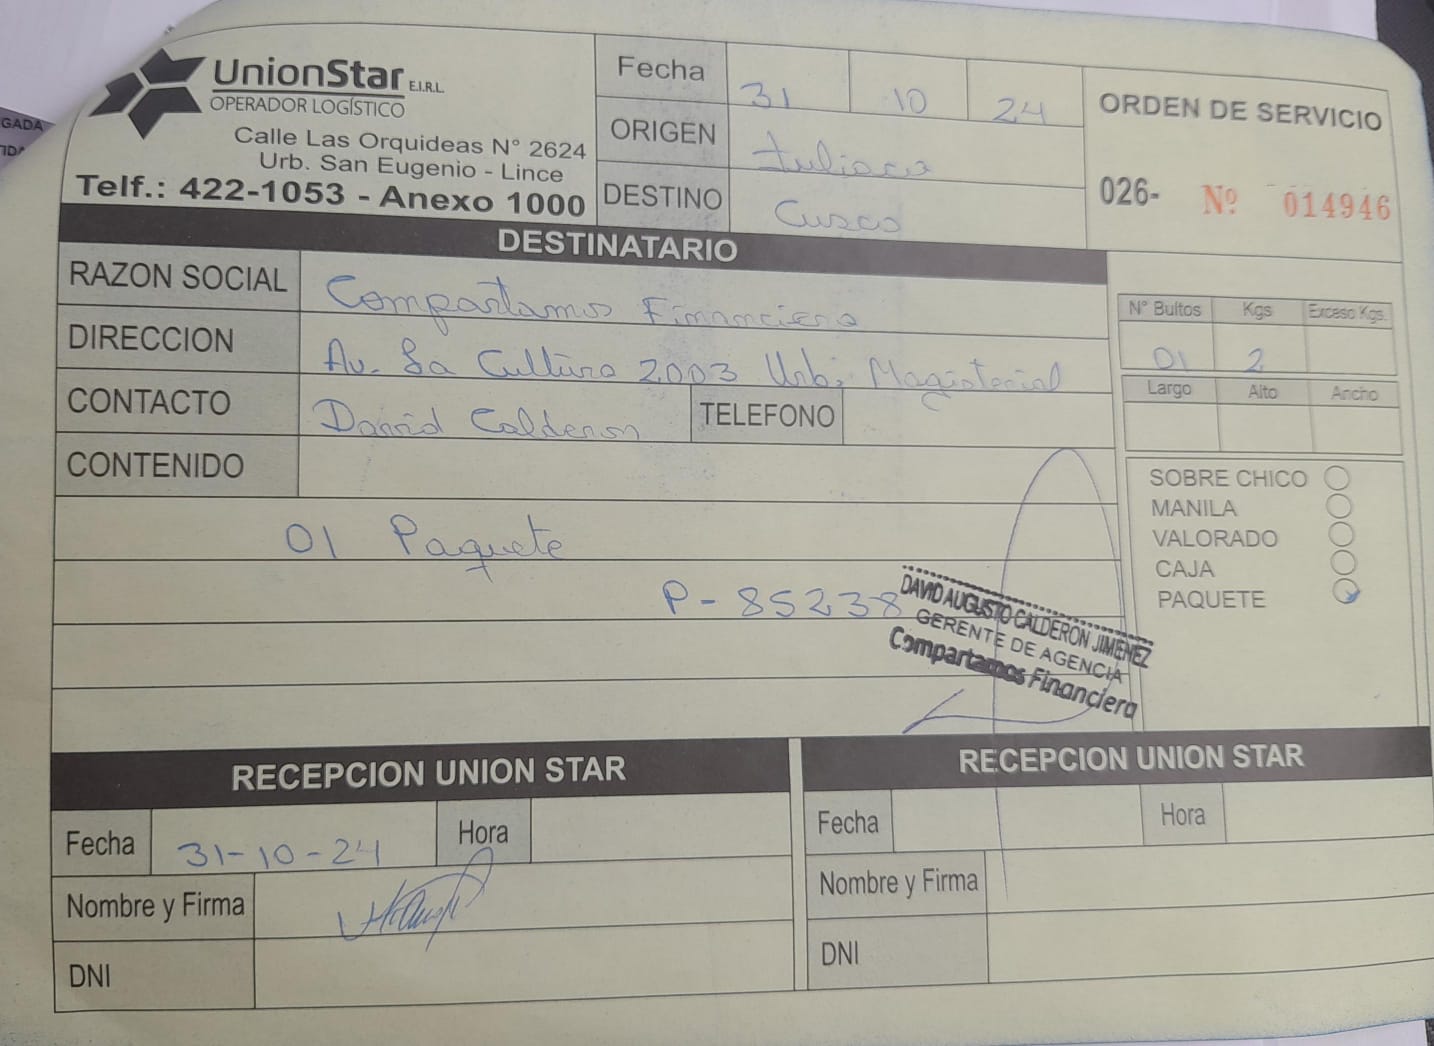 GADA
UnionStar E.I.R.L.
OPERADOR LOGÍSTICO
Calle Las Orquideas N° 2624
Urb. San Eugenio - Lince
Telf.: 422-1053 - Anexo 1000
Fecha 31 10 24
ORIGEN Juliaca
DESTINO Cusco
ORDEN DE SERVICIO
026- Nº 014946
DESTINATARIO
RAZON SOCIAL Compartamos Financiera
DIRECCION Av. La Cultura 2003 Urb. Magisterial
CONTACTO David Calderon TELEFONO
CONTENIDO
01 Paquete
P-85238
N° Bultos Kgs Exceso Kgs.
01 2
Largo Alto Ancho
SOBRE CHICO
MANILA
VALORADO
CAJA
PAQUETE
DAVID AUGUSTO CALDERON JIMENEZ
GERENTE DE AGENCIA
Compartamos Financiera
RECEPCION UNION STAR
Fecha 31-10-24 Hora
Nombre y Firma
DNI
RECEPCION UNION STAR
Fecha Hora
Nombre y Firma
DNI